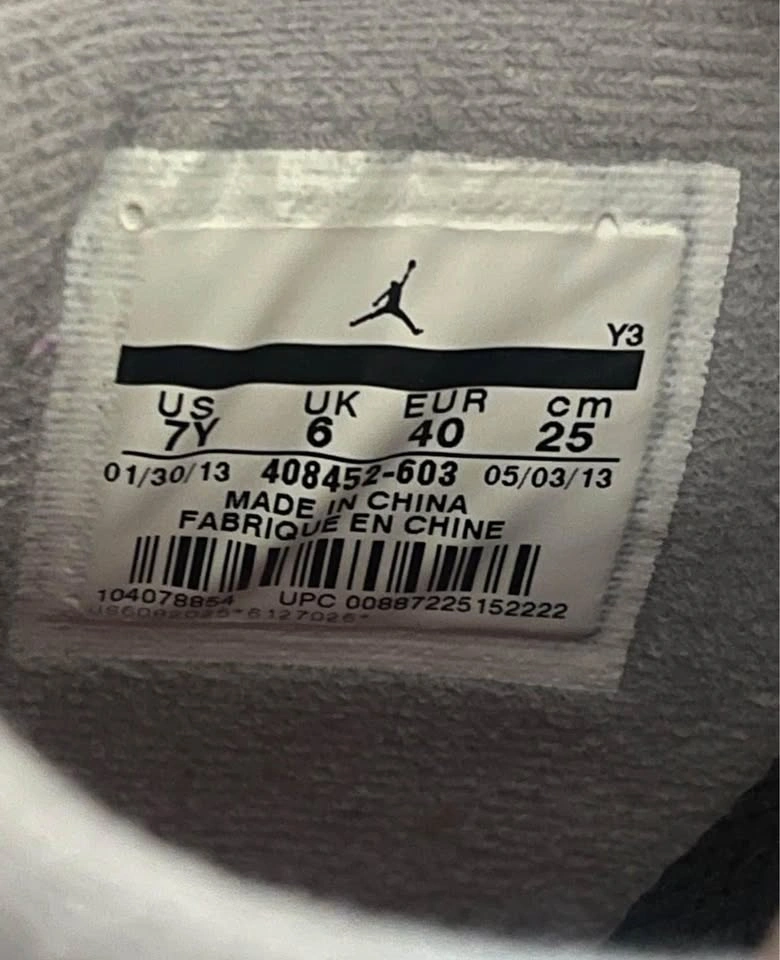 Y3
US UK EUR cm
7Y 6 40 25
01/30/13 408452-603 05/03/13
MADE IN CHINA
FABRIQUE EN CHINE
104078854 UPC 00887225152222